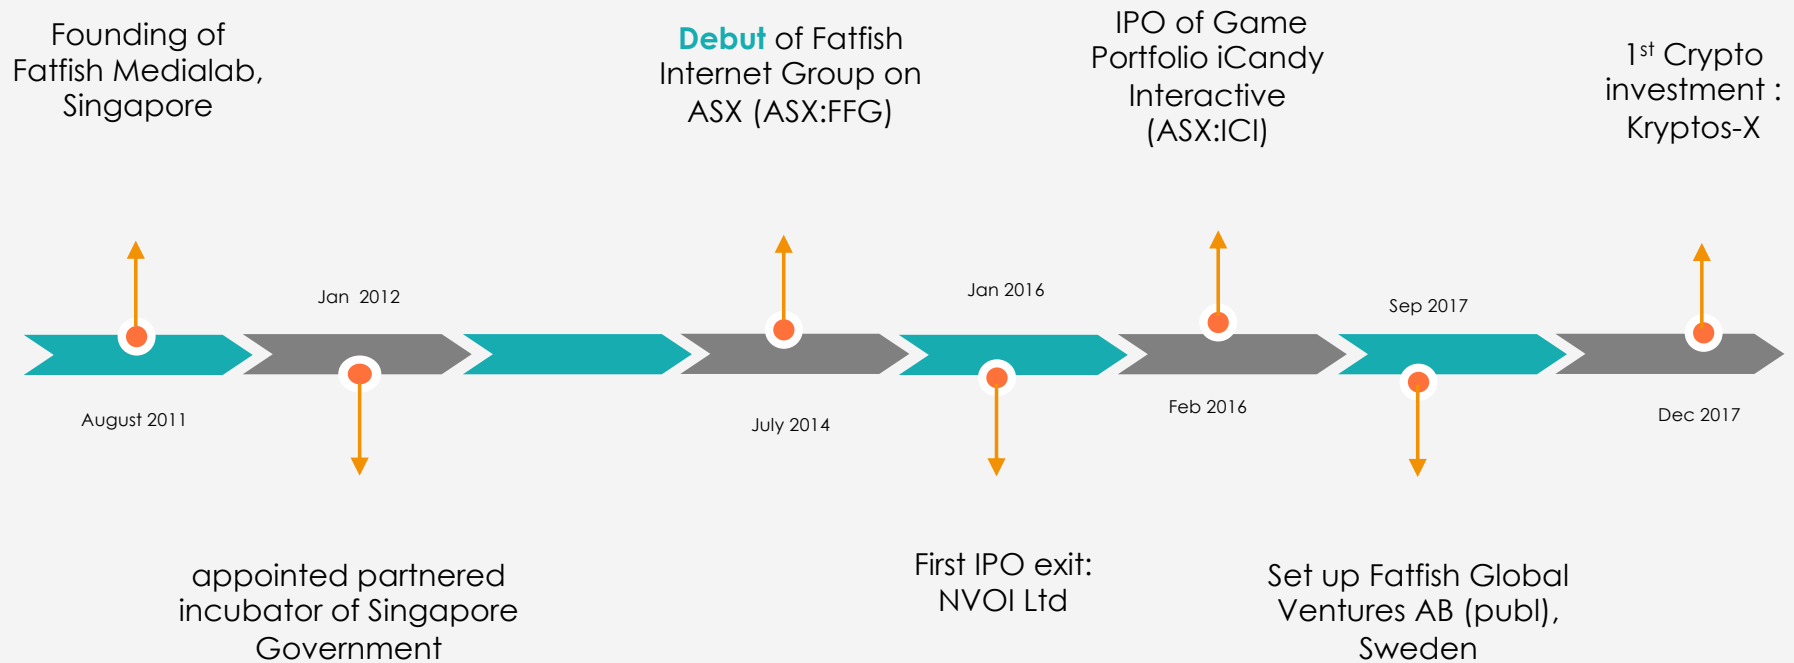 Founding of
Fatfish Medialab,
Singapore
Debut of Fatfish
Internet Group on
ASX (ASX:FFG)
IPO of Game
Portfolio iCandy
Interactive
(ASX:ICI)
1st Crypto
investment :
Kryptos-X
Jan 2012
Jan 2016
Sep 2017
August 2011
July 2014
Feb 2016
Dec 2017
appointed partnered
incubator of Singapore
Government
First IPO exit:
NVOI Ltd
Set up Fatfish Global
Ventures AB (publ),
Sweden